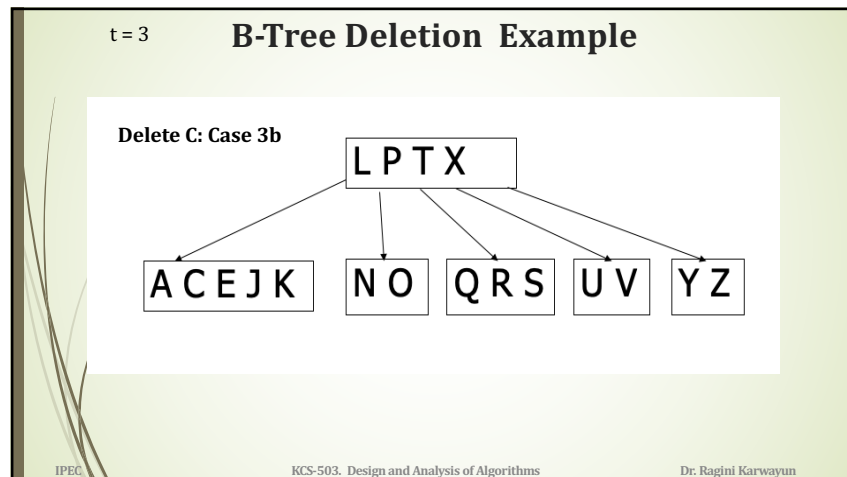 t = 3
B-Tree Deletion Example
Delete C: Case 3b
L P T X
A C E J K
N O
Q R S
U V
Y Z
IPEC
KCS-503. Design and Analysis of Algorithms
Dr. Ragini Karwayun